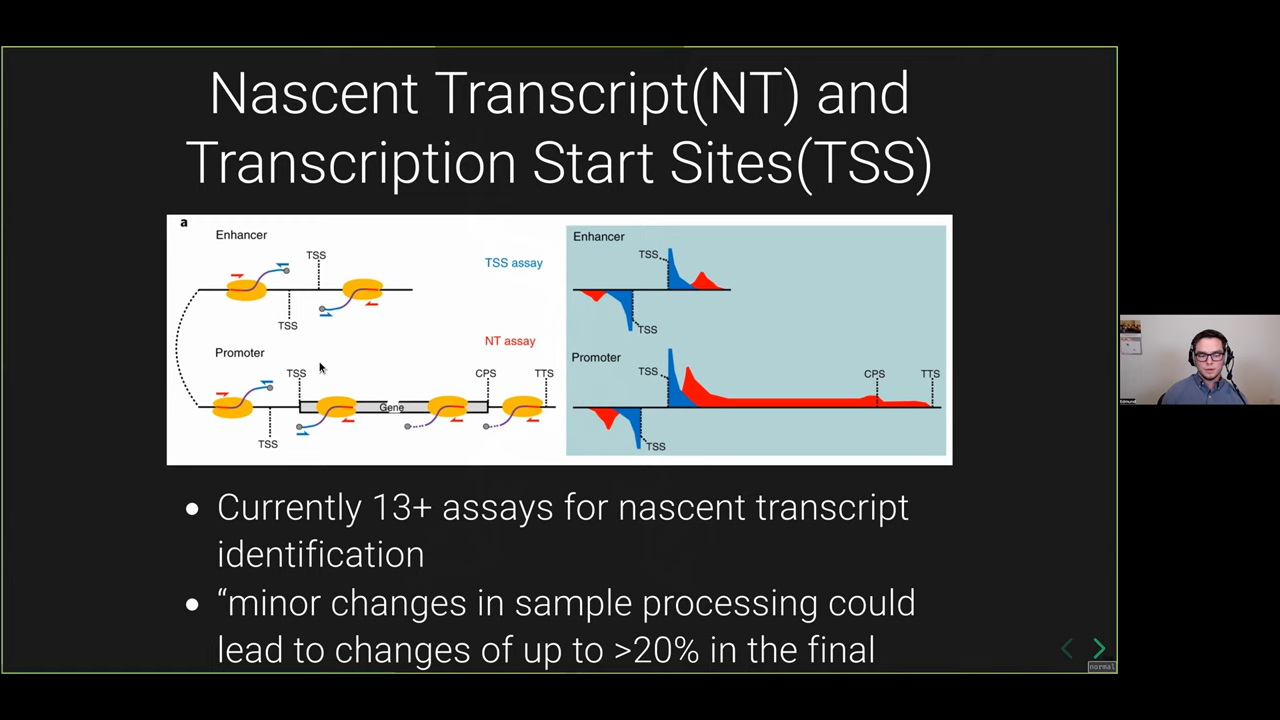 Nascent Transcript(NT) and
Transcription Start Sites(TSS)
a
Enhancer
TSS
TSS
TSS assay
NT assay
Promoter
TSS
CPS
TTS
Gene
TSS
Enhancer
TSS
TSS
Promoter
TSS
CPS
TTS
TSS
• Currently 13+ assays for nascent transcript
identification
• “minor changes in sample processing could
lead to changes of up to >20% in the final
normal
Edmund